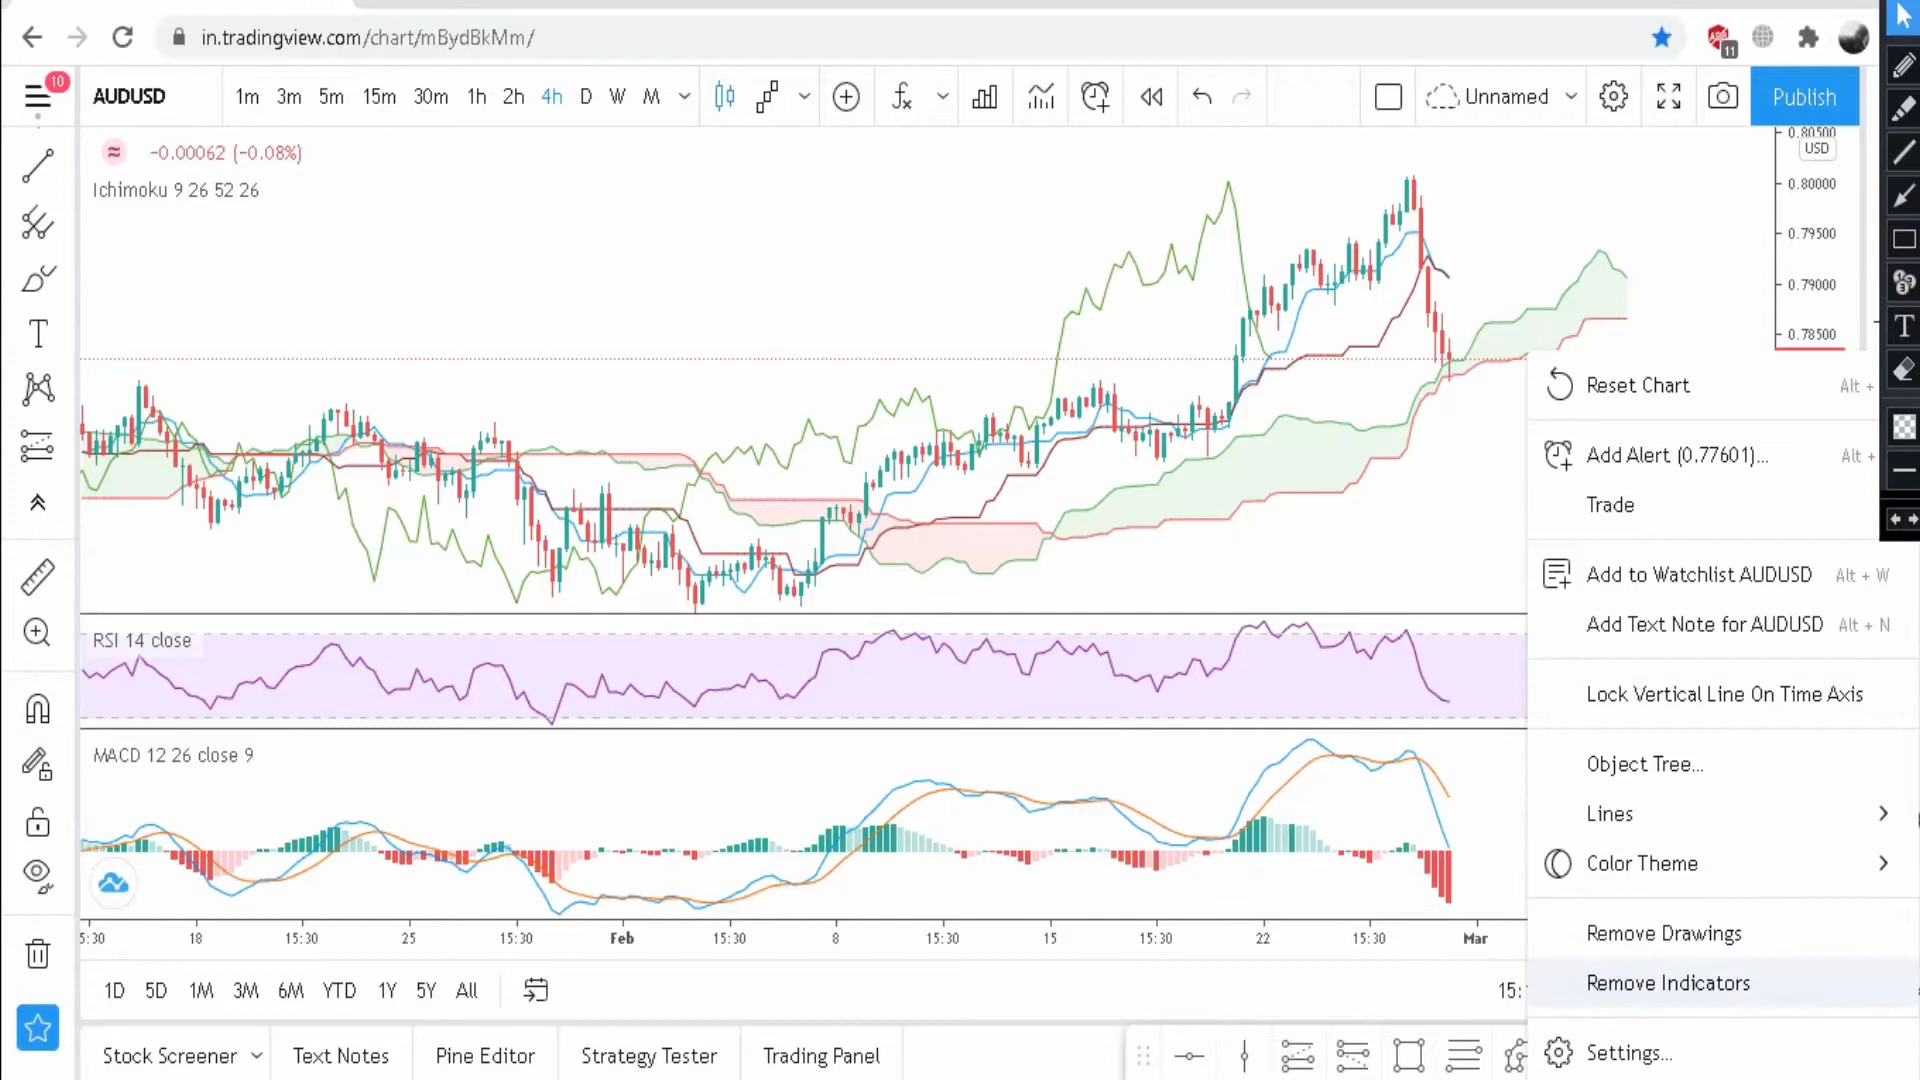 in.tradingview.com/chart/mBydBkMm/
11
10
AUDUSD
1m 3m 5m 15m 30m 1h 2h 4h D W M
Unnamed
Publish
−0.00062 (−0.08%)
Ichimoku 9 26 52 26
0.80500
USD
0.80000
0.79500
0.79000
0.78500
Reset Chart Alt +
Add Alert (0.77601)... Alt +
Trade
Add to Watchlist AUDUSD Alt + W
Add Text Note for AUDUSD Alt + N
Lock Vertical Line On Time Axis
Object Tree...
Lines
Color Theme
Remove Drawings
Remove Indicators
Settings...
RSI 14 close
MACD 12 26 close 9
5:30 18 15:30 25 15:30 Feb 15:30 8 15:30 15 15:30 22 15:30 Mar
1D 5D 1M 3M 6M YTD 1Y 5Y All
15:
Stock Screener Text Notes Pine Editor Strategy Tester Trading Panel
T
T